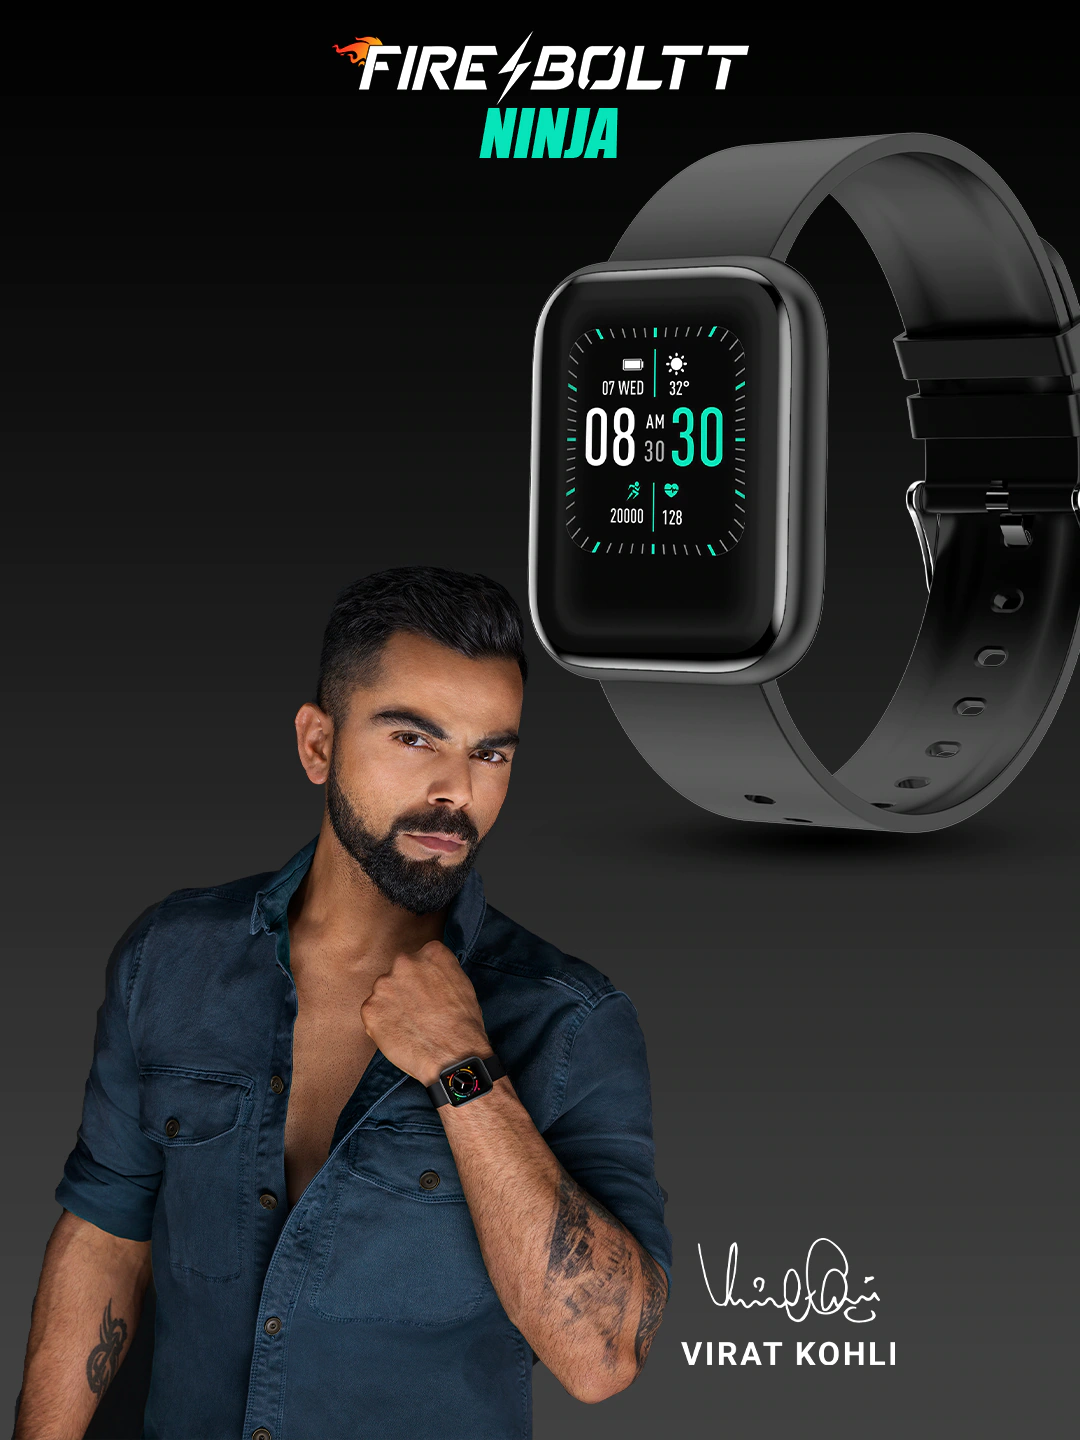 FIRE BOLTT
NINJA
07 WED 32°
08 AM 30 30
20000 128
VIRAT KOHLI